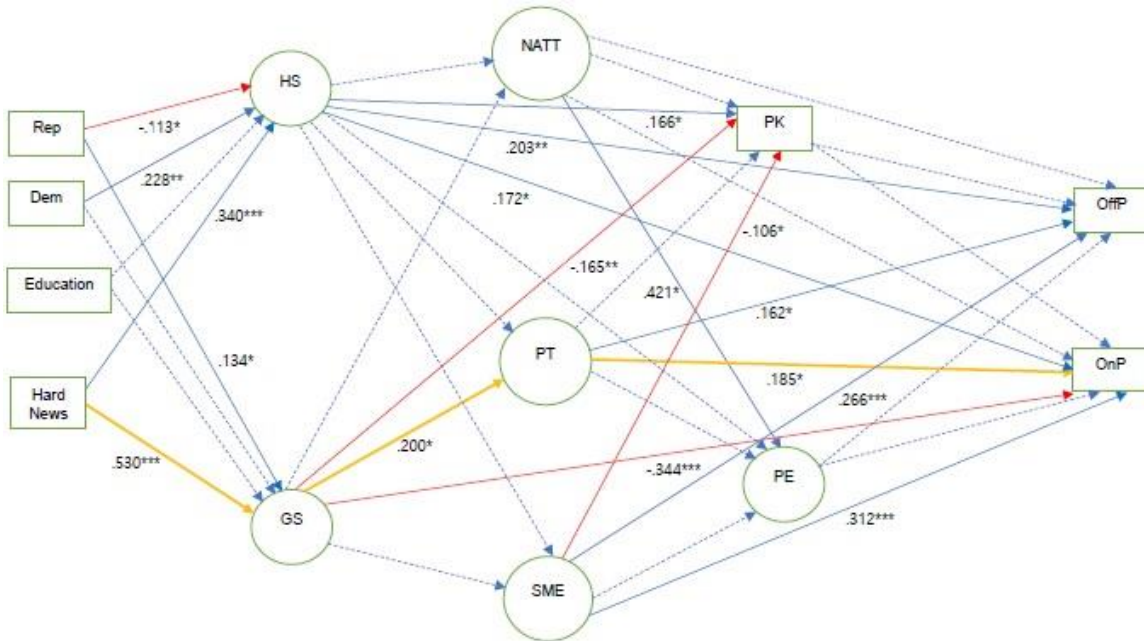 NATT
HS
Rep
-.113*
.166*
PK
.203**
.228**
Dem
.172*
OffP
.340***
-.106*
Education
-.165**
.421*
.162*
PT
.134*
OnP
Hard
News
.185*
.266***
.200*
.530***
-.344***
PE
GS
.312***
SME